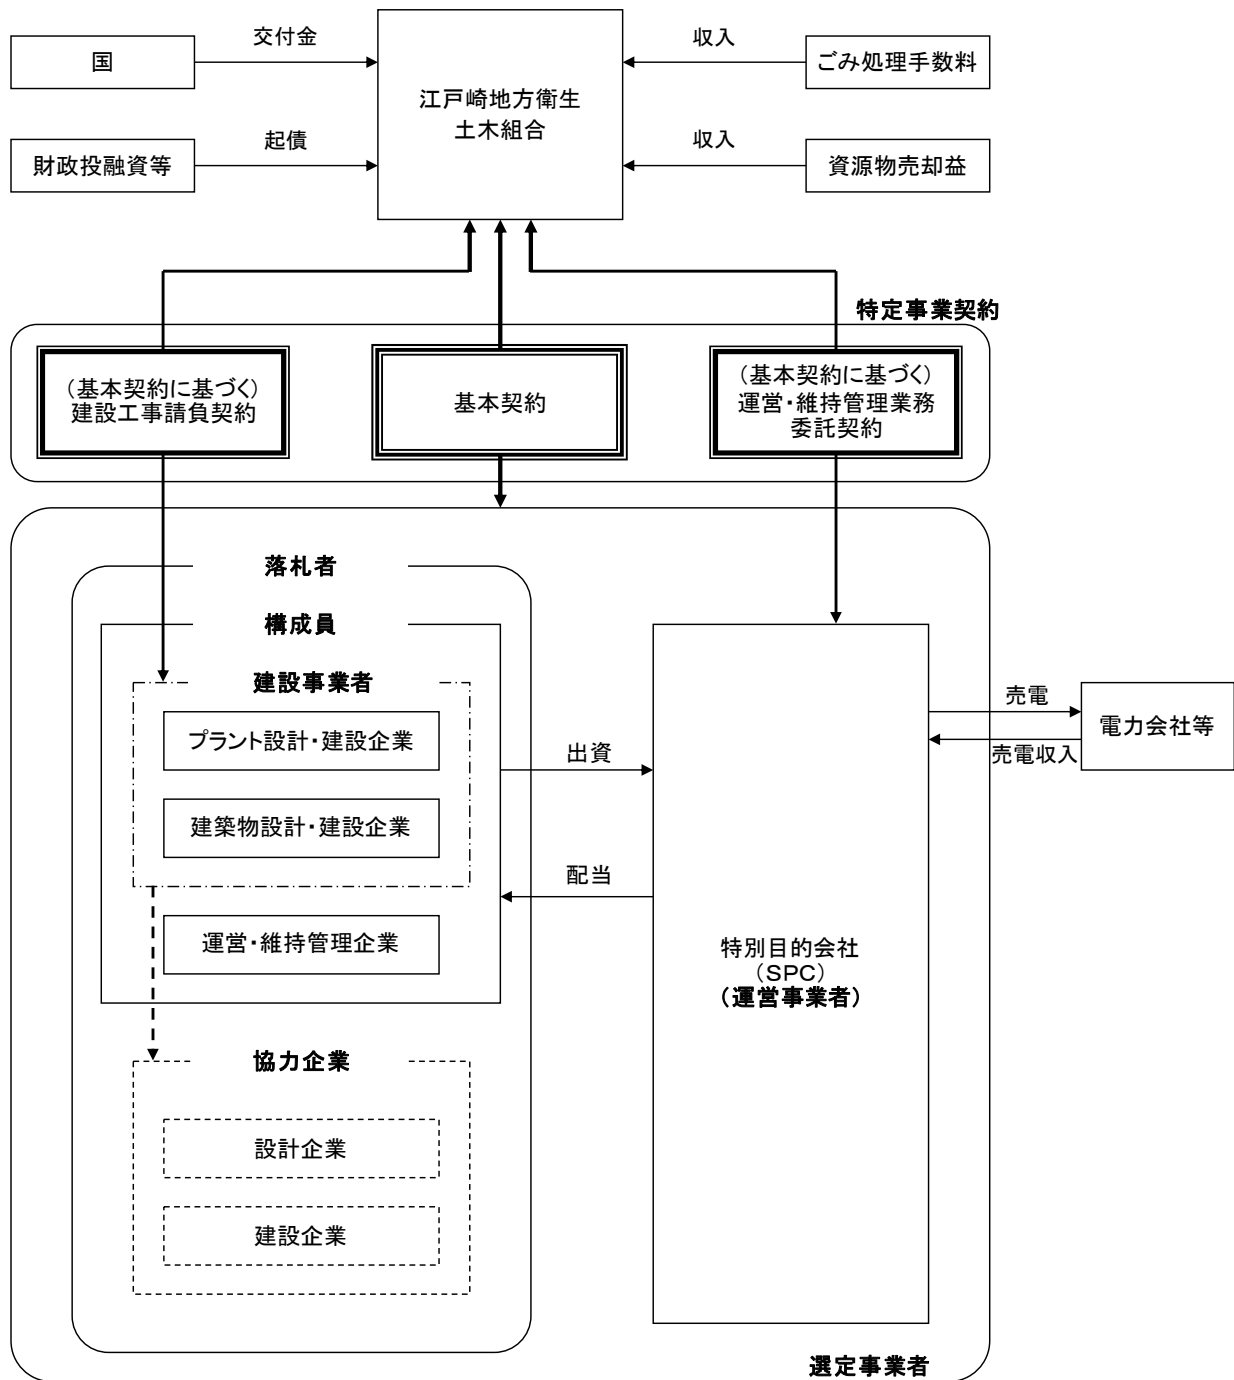 国
交付金
江戸崎地方衛生
土木組合
収入
ごみ処理手数料
財政投融資等
起債
収入
資源物売却益
特定事業契約
（基本契約に基づく）
建設工事請負契約
基本契約
（基本契約に基づく）
運営・維持管理業務
委託契約
落札者
構成員
建設事業者
プラント設計・建設企業
建築物設計・建設企業
運営・維持管理企業
協力企業
設計企業
建設企業
出資
配当
特別目的会社
（SPC）
（運営事業者）
売電
売電収入
電力会社等
選定事業者